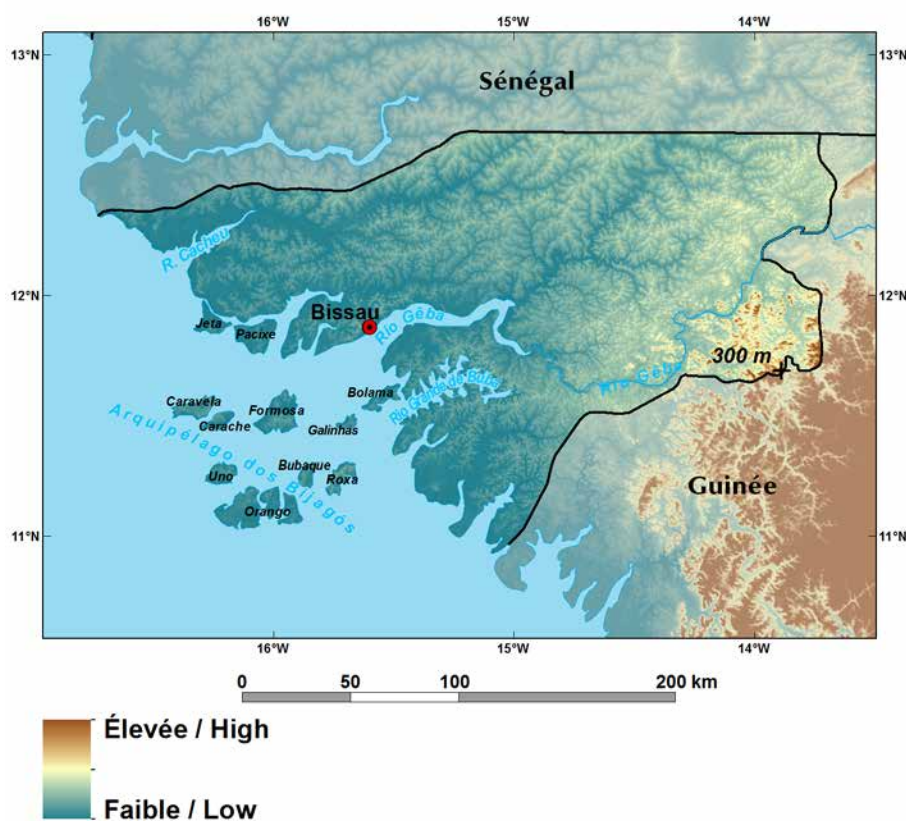 16°W
15°W
14°W
13°N
13°N
Sénégal
R. Cacheu
12°N
12°N
Bissau
Rio Gêba
Jeta
Pacixe
300 m
Rio Gêba
Bolama
Rio Grande de Buba
Caravela
Formosa
Carache
Galinhas
Arquipélago dos Bijagós
Bubaque
Uno
Roxa
Guinée
Orango
11°N
11°N
16°W
15°W
14°W
0
50
100
200 km
Élevée / High
Faible / Low